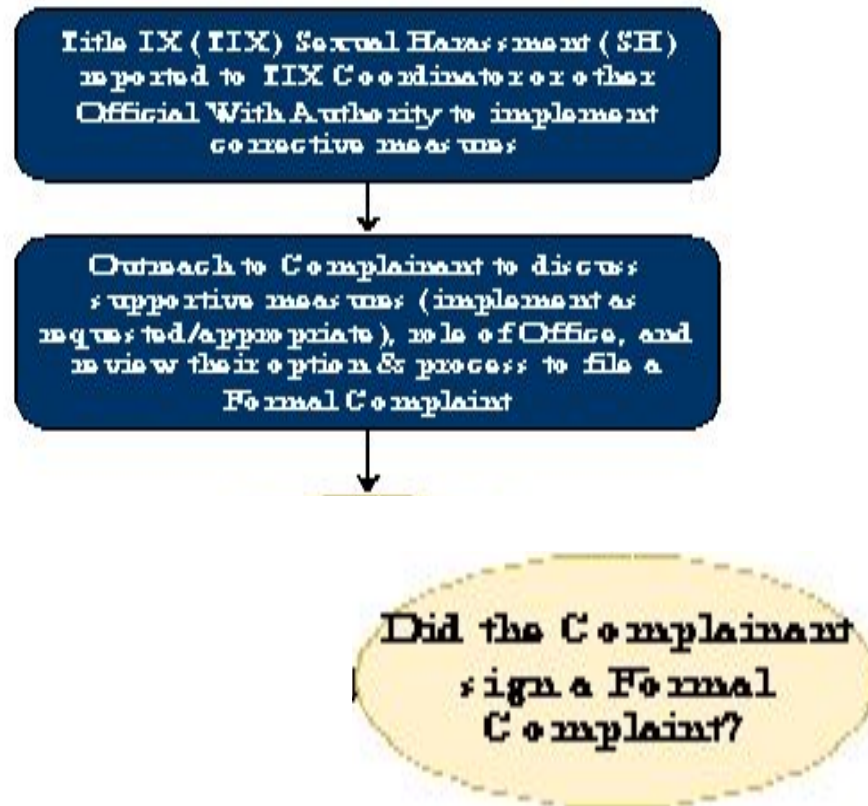 Title IX (TIX) Sexual Harassment (SH)
reported to TIX Coordinator or other
Official With Authority to implement
corrective measures
Outreach to Complainant to discuss
supportive measures (implement as
requested/appropriate), role of Office, and
review their option & process to file a
Formal Complaint
Did the Complainant
sign a Formal
Complaint?